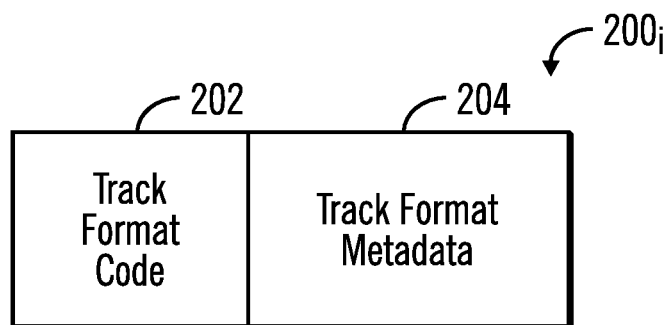 200i
202
204
Track
Format
Code
Track Format
Metadata